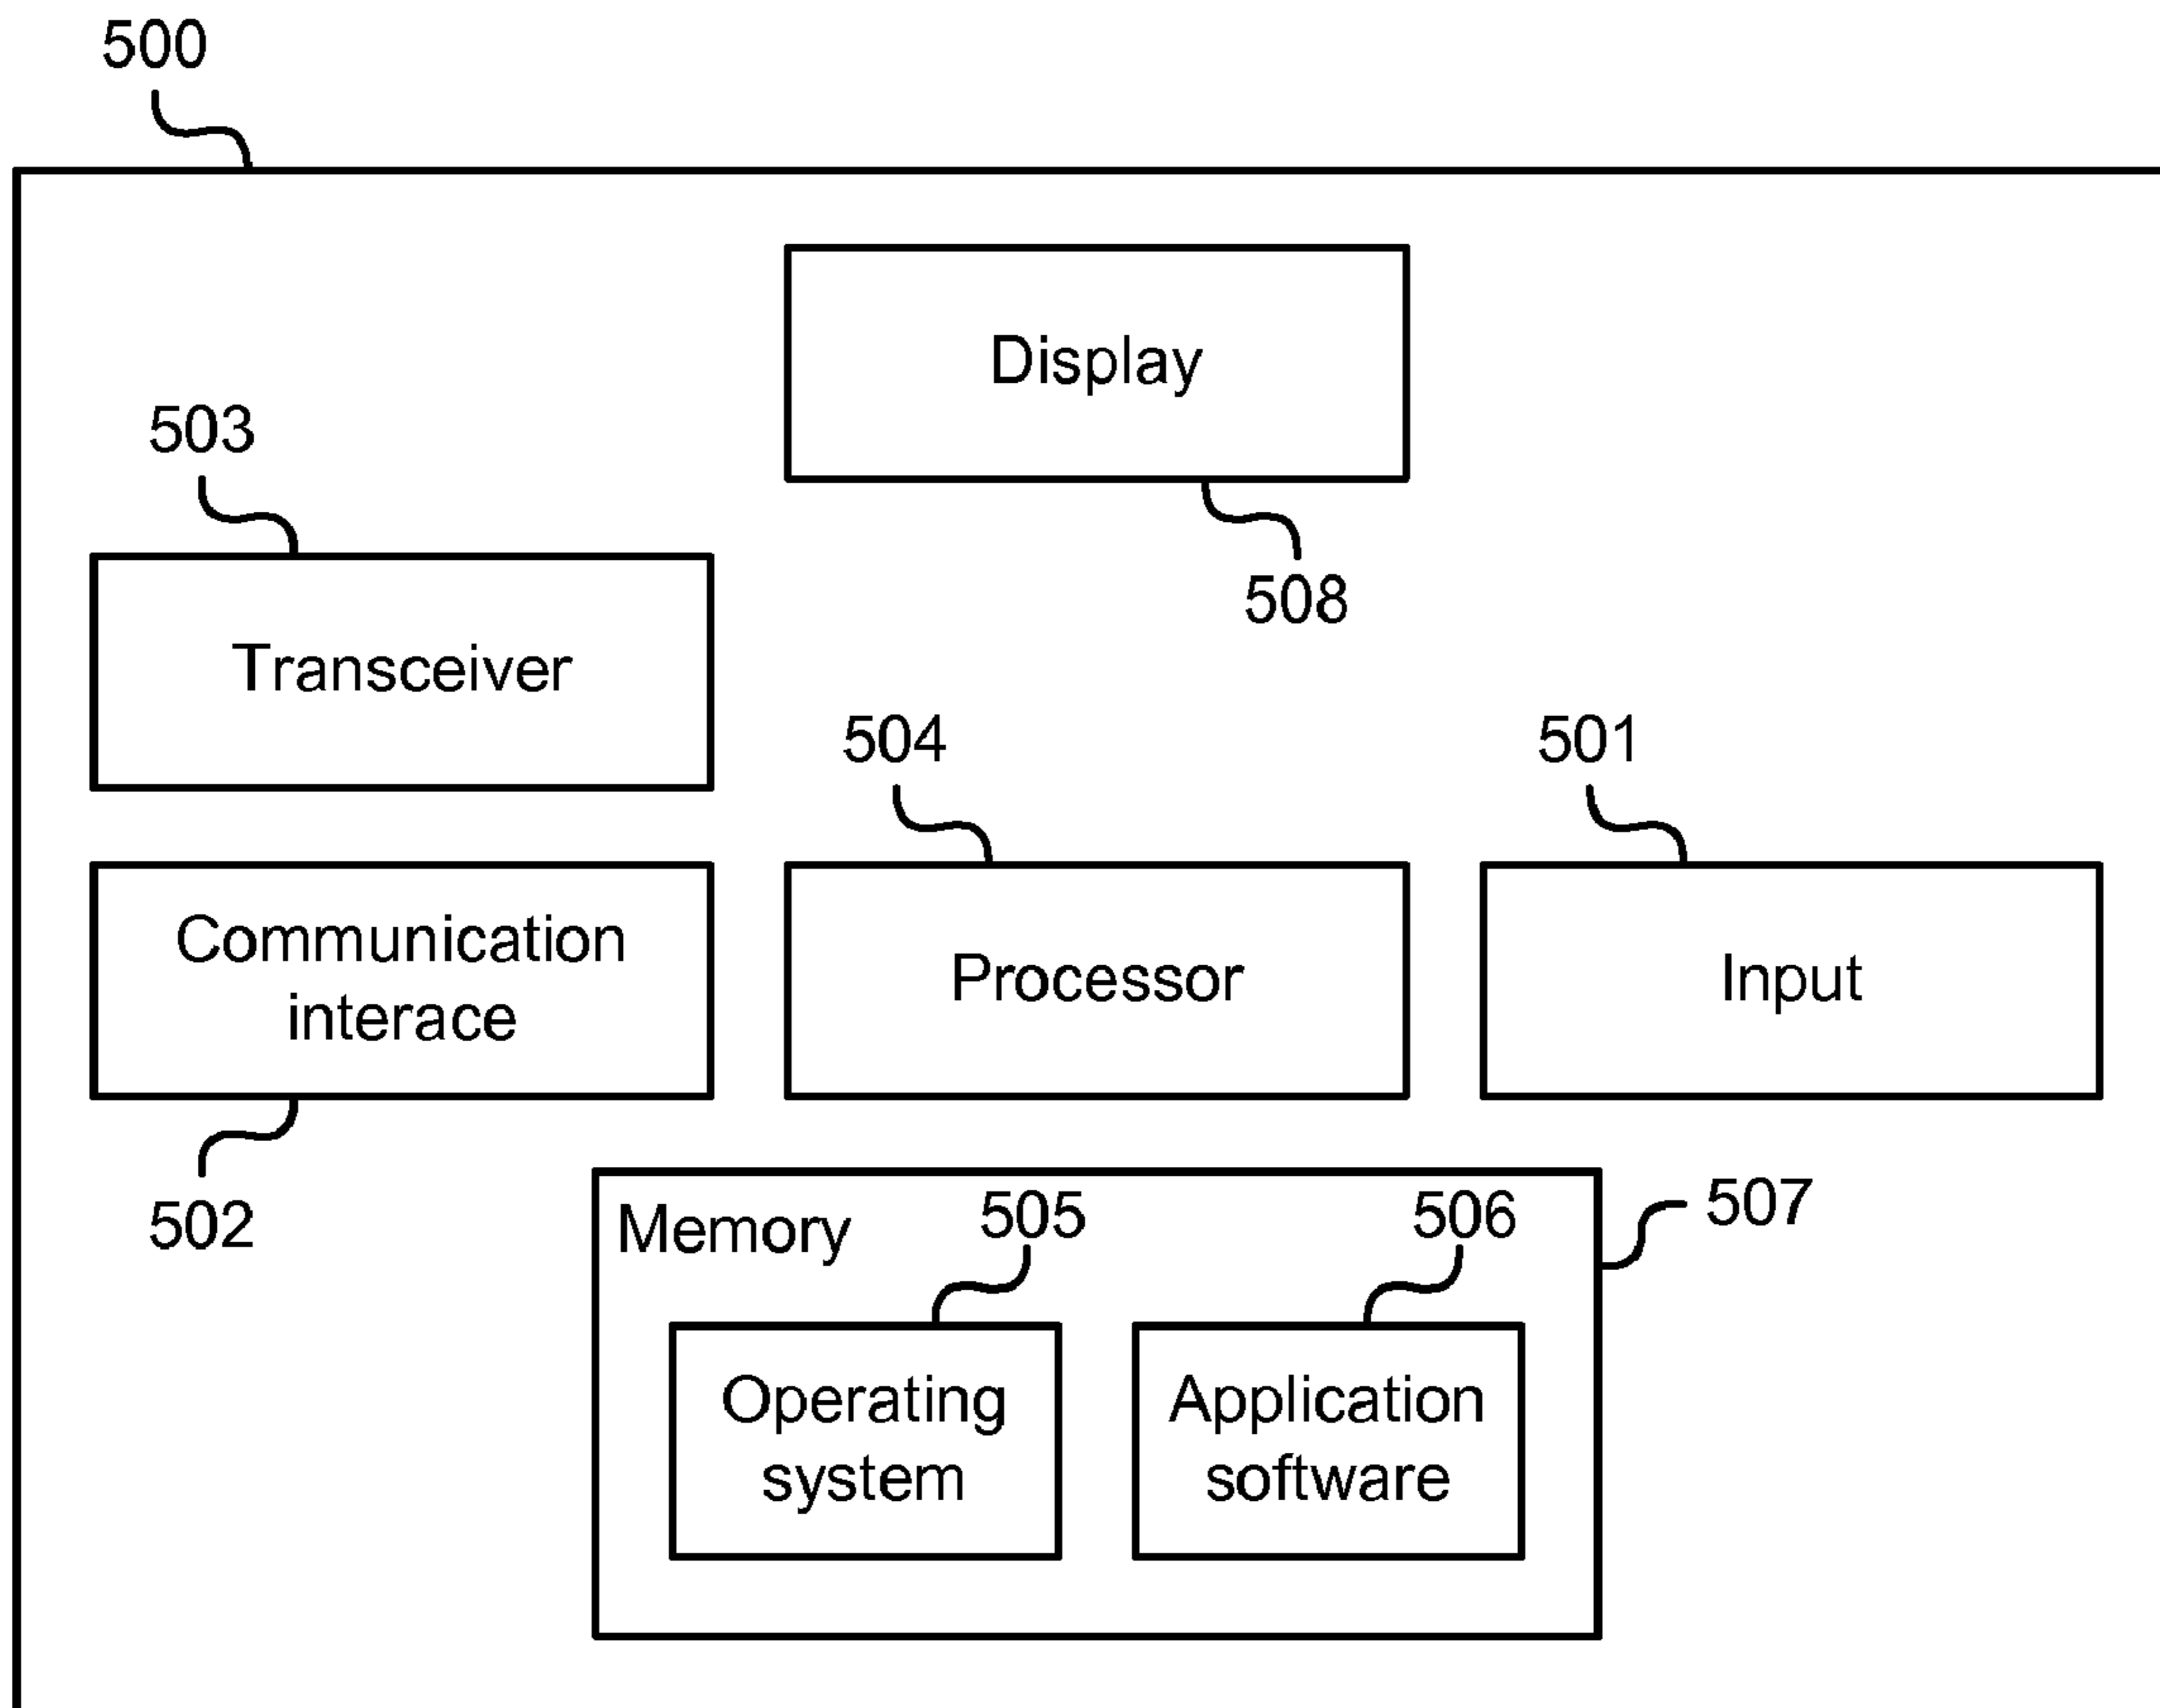 500
Display
503
508
Transceiver
504
501
Communication
interace
Processor
Input
502
Memory
505
506
507
Operating
system
Application
software